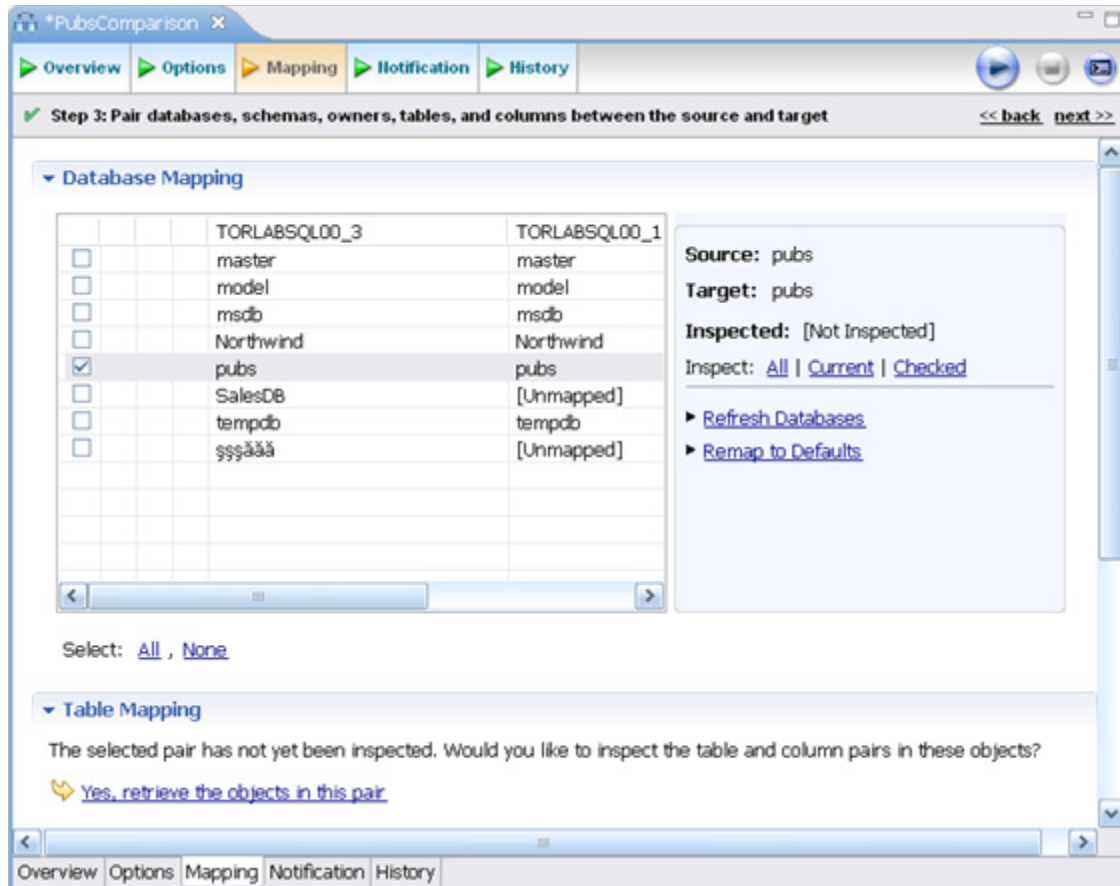 *PubsComparison
Overview Options Mapping Notification History
Step 3: Pair databases, schemas, owners, tables, and columns between the source and target << back next >>
Database Mapping
TORLABSQL00_3 TORLABSQL00_1
master master
model model
msdb msdb
Northwind Northwind
pubs pubs
SalesDB [Unmapped]
tempdb tempdb
şşşăăă [Unmapped]
Source: pubs
Target: pubs
Inspected: [Not Inspected]
Inspect: All | Current | Checked
Refresh Databases
Remap to Defaults
Select: All , None
Table Mapping
The selected pair has not yet been inspected. Would you like to inspect the table and column pairs in these objects?
Yes, retrieve the objects in this pair
Overview Options Mapping Notification History